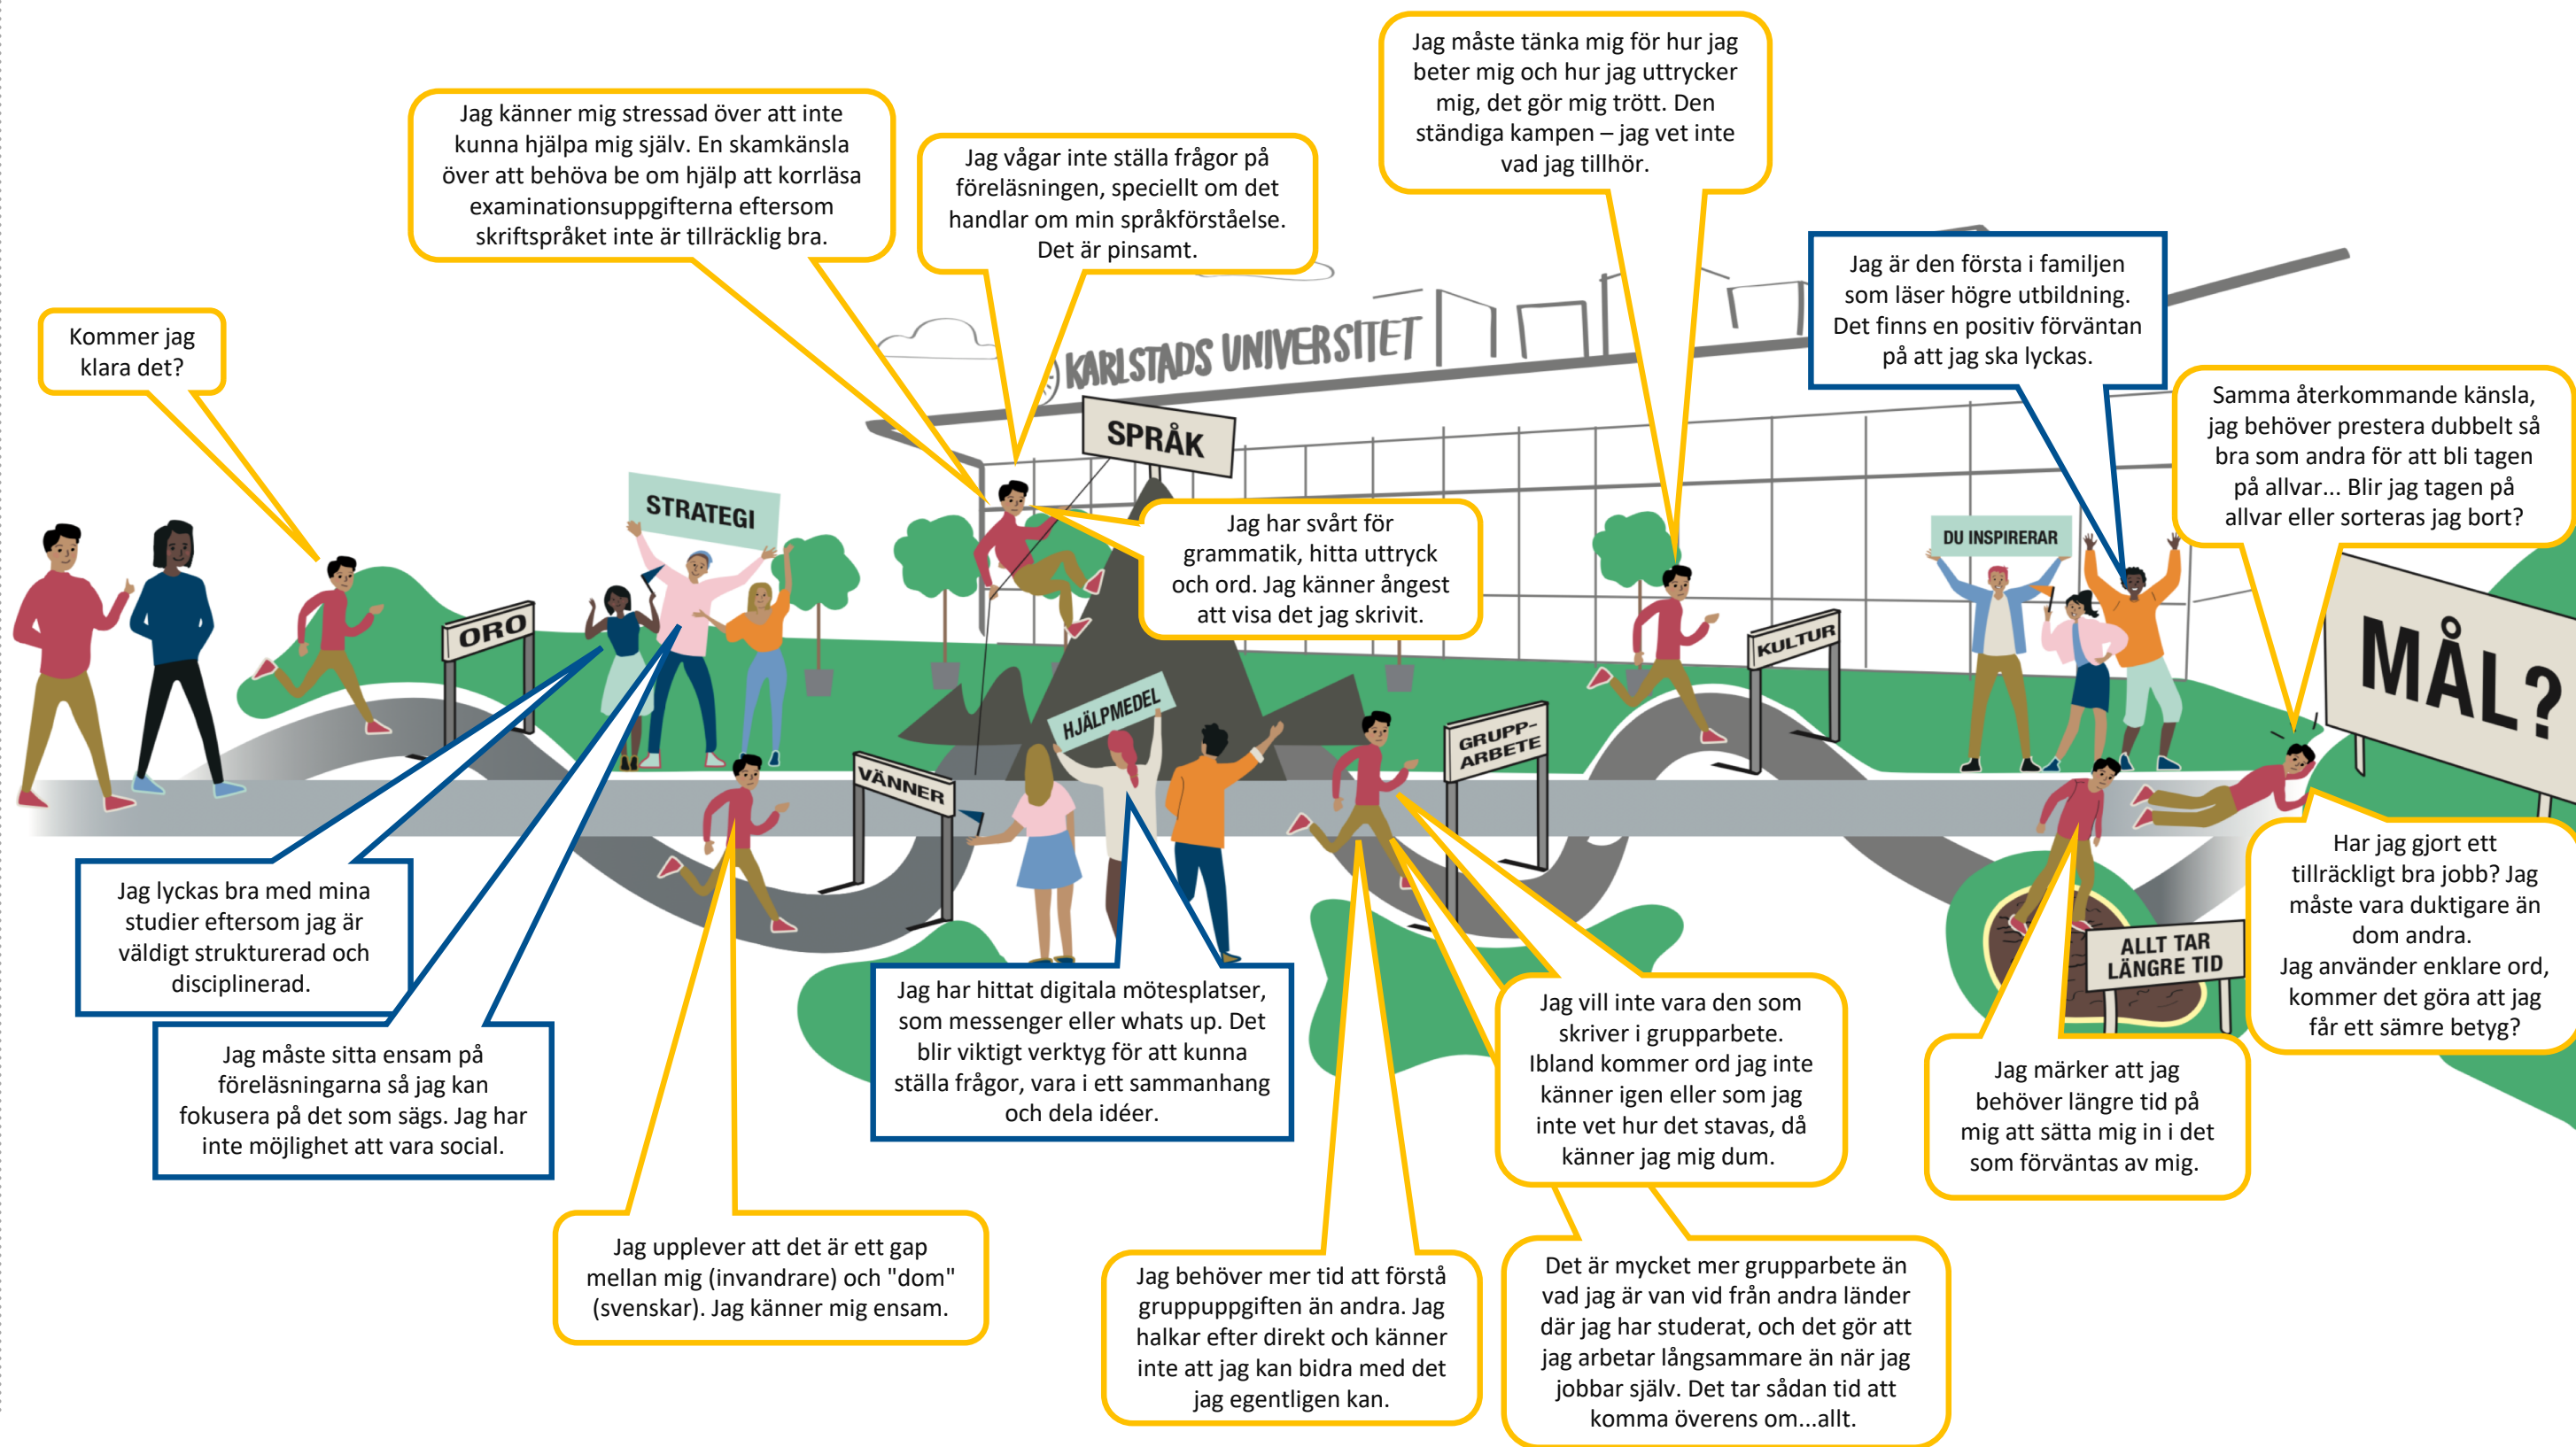 Jag måste tänka mig för hur jag
beter mig och hur jag uttrycker
mig, det gör mig trött. Den
ständiga kampen – jag vet inte
vad jag tillhör.
Jag känner mig stressad över att inte
kunna hjälpa mig själv. En skamkänsla
över att behöva be om hjälp att korrläsa
examinationsuppgifterna eftersom
skriftspråket inte är tillräcklig bra.
Jag vågar inte ställa frågor på
föreläsningen, speciellt om det
handlar om min språkförståelse.
Det är pinsamt.
Jag är den första i familjen
som läser högre utbildning.
Det finns en positiv förväntan
på att jag ska lyckas.
Kommer jag
klara det?
KARLSTADS UNIVERSITET
Samma återkommande känsla,
jag behöver prestera dubbelt så
bra som andra för att bli tagen
på allvar... Blir jag tagen på
allvar eller sorteras jag bort?
SPRÅK
STRATEGI
Jag har svårt för
grammatik, hitta uttryck
och ord. Jag känner ångest
att visa det jag skrivit.
DU INSPIRERAR
ORO
KULTUR
MÅL?
HJÄLPMEDEL
GRUPP-
ARBETE
VÄNNER
Jag lyckas bra med mina
studier eftersom jag är
väldigt strukturerad och
disciplinerad.
Jag måste sitta ensam på
föreläsningarna så jag kan
fokusera på det som sägs. Jag har
inte möjlighet att vara social.
Jag har hittat digitala mötesplatser,
som messenger eller whats up. Det
blir viktigt verktyg för att kunna
ställa frågor, vara i ett sammanhang
och dela idéer.
Jag vill inte vara den som
skriver i grupparbete.
Ibland kommer ord jag inte
känner igen eller som jag
inte vet hur det stavas, då
känner jag mig dum.
ALLT TAR
LÄNGRE TID
Har jag gjort ett
tillräckligt bra jobb? Jag
måste vara duktigare än
dom andra.
Jag använder enklare ord,
kommer det göra att jag
får ett sämre betyg?
Jag märker att jag
behöver längre tid på
mig att sätta mig in i det
som förväntas av mig.
Jag upplever att det är ett gap
mellan mig (invandrare) och "dom"
(svenskar). Jag känner mig ensam.
Jag behöver mer tid att förstå
gruppuppgiften än andra. Jag
halkar efter direkt och känner
inte att jag kan bidra med det
jag egentligen kan.
Det är mycket mer grupparbete än
vad jag är van vid från andra länder
där jag har studerat, och det gör att
jag arbetar långsammare än när jag
jobbar själv. Det tar sådan tid att
komma överens om...allt.